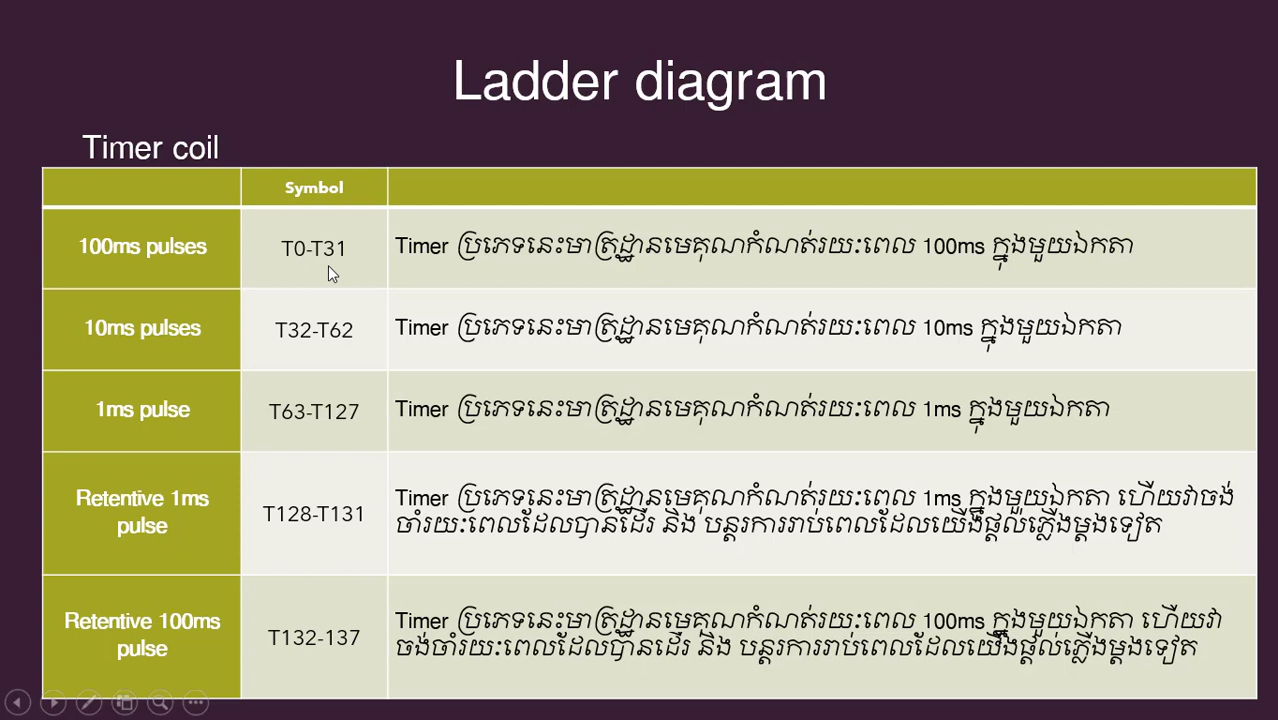 Ladder diagram
Timer coil
Symbol
100ms pulses
T0-T31
Timer ប្រភេទនេះមាត្រដ្ឋានមេគុណកំណត់រយៈពេល 100ms ក្នុងមួយឯកតា
10ms pulses
T32-T62
Timer ប្រភេទនេះមាត្រដ្ឋានមេគុណកំណត់រយៈពេល 10ms ក្នុងមួយឯកតា
1ms pulse
T63-T127
Timer ប្រភេទនេះមាត្រដ្ឋានមេគុណកំណត់រយៈពេល 1ms ក្នុងមួយឯកតា
Retentive 1ms
pulse
T128-T131
Timer ប្រភេទនេះមាត្រដ្ឋានមេគុណកំណត់រយៈពេល 1ms ក្នុងមួយឯកតា ហើយវាចង់
ចាំរយៈពេលដែលបានដើរ និង បន្តរការរាប់ពេលដែលយើងផ្តល់ភ្លើងម្តងទៀត
Retentive 100ms
pulse
T132-137
Timer ប្រភេទនេះមាត្រដ្ឋានមេគុណកំណត់រយៈពេល 100ms ក្នុងមួយឯកតា ហើយវា
ចង់ចាំរយៈពេលដែលបានដើរ និង បន្តរការរាប់ពេលដែលយើងផ្តល់ភ្លើងម្តងទៀត